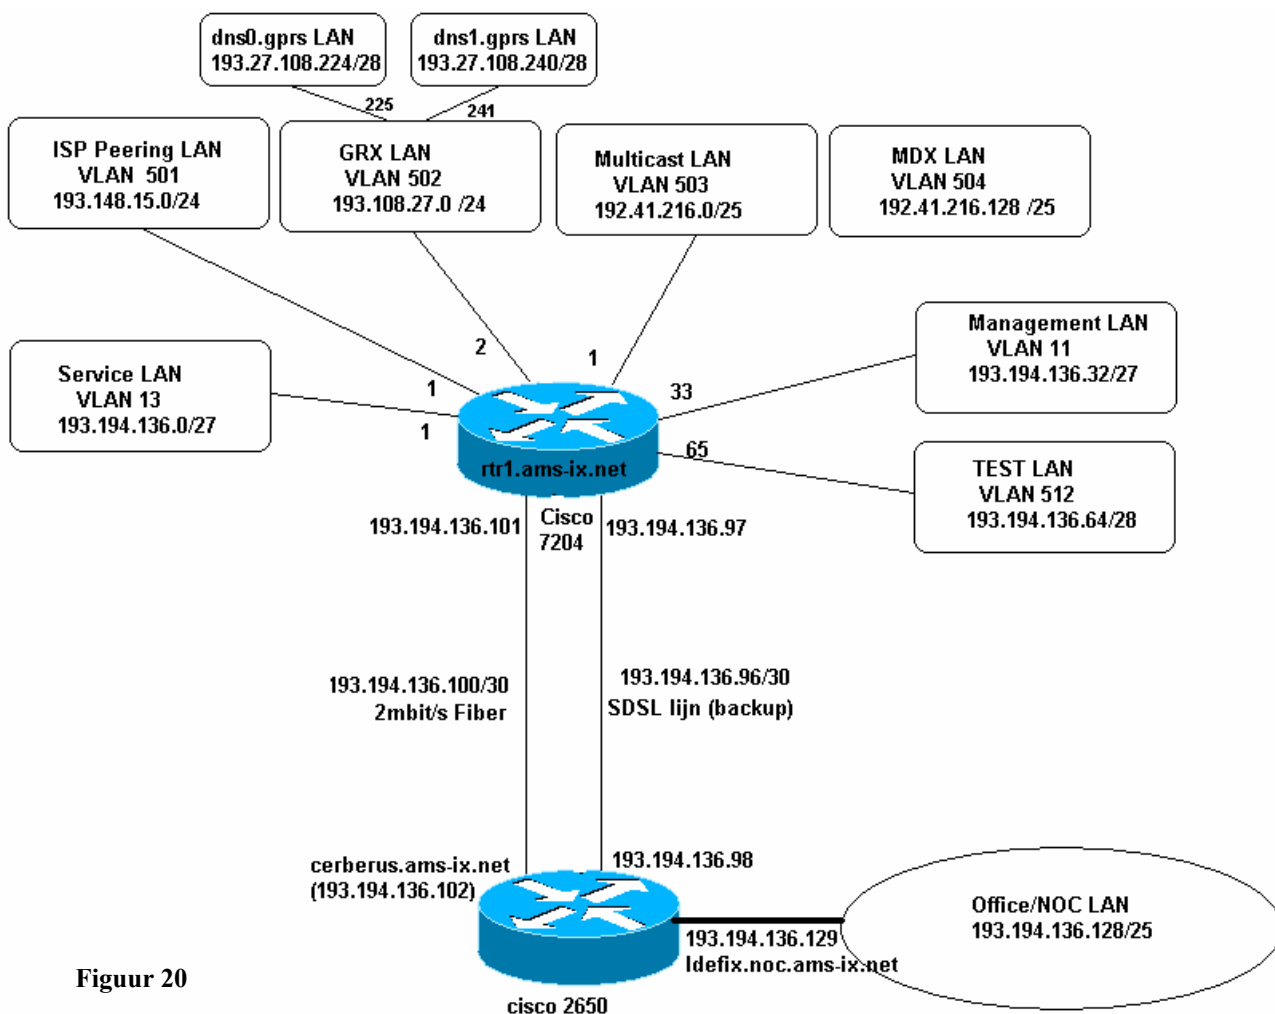 dns0.gprs LAN
193.27.108.224/28
dns1.gprs LAN
193.27.108.240/28
225
241
ISP Peering LAN
VLAN 501
193.148.15.0/24
GRX LAN
VLAN 502
193.108.27.0 /24
Multicast LAN
VLAN 503
192.41.216.0/25
MDX LAN
VLAN 504
192.41.216.128 /25
Service LAN
VLAN 13
193.194.136.0/27
2
1
1
1
33
65
Management LAN
VLAN 11
193.194.136.32/27
TEST LAN
VLAN 512
193.194.136.64/28
rtr1.ams-ix.net
193.194.136.101
Cisco
7204
193.194.136.97
193.194.136.100/30
2mbit/s Fiber
193.194.136.96/30
SDSL lijn (backup)
cerberus.ams-ix.net
(193.194.136.102)
193.194.136.98
193.194.136.129
Idefix.noc.ams-ix.net
Office/NOC LAN
193.194.136.128/25
cisco 2650
Figuur 20